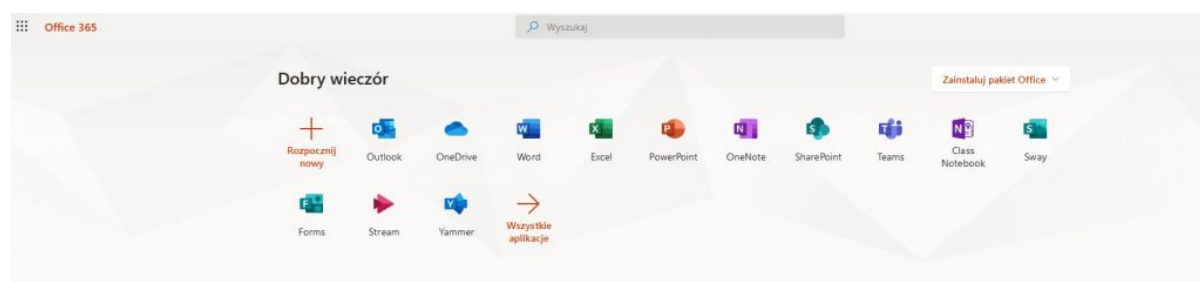 Office 365
Wyszukaj
Dobry wieczór
Zainstaluj pakiet Office
Rozpocznij
nowy
Outlook
OneDrive
Word
Excel
PowerPoint
OneNote
SharePoint
Teams
Class
Notebook
Sway
Forms
Stream
Yammer
Wszystkie
aplikacje